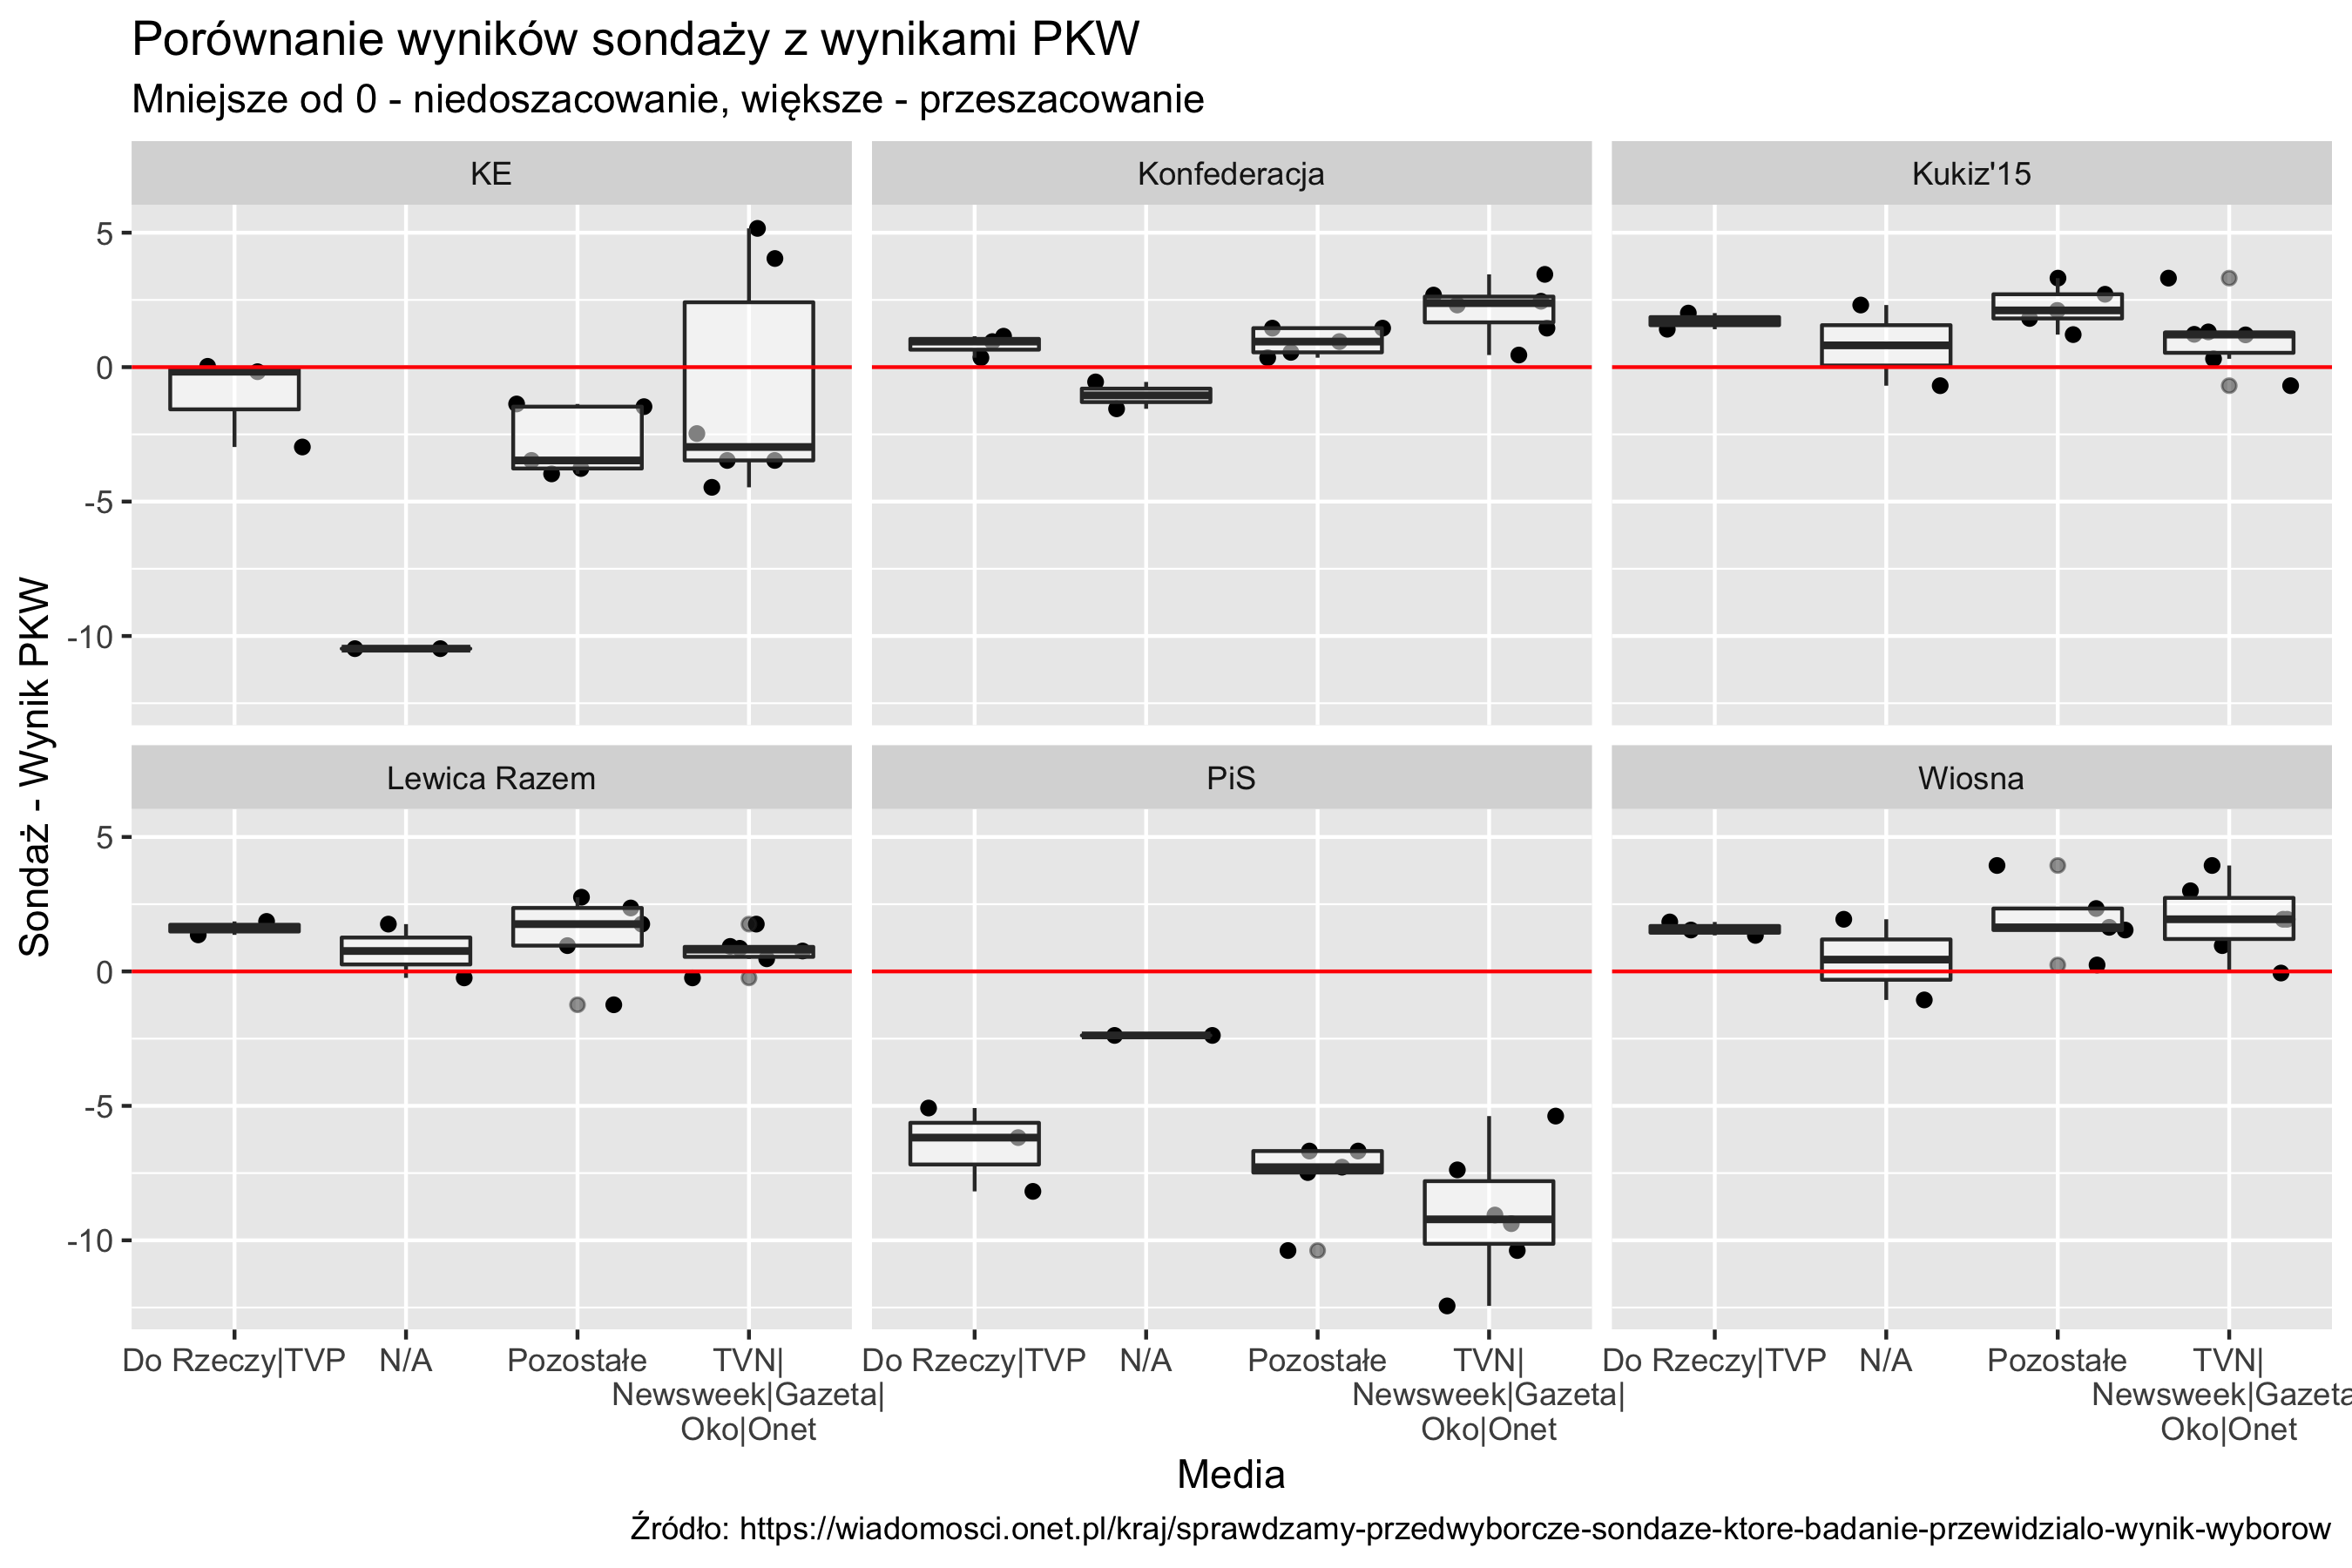 Porównanie wyników sondaży z wynikami PKW
Mniejsze od 0 - niedoszacowanie, większe - przeszacowanie
KE
Konfederacja
Kukiz'15
5
0
-5
-10
Sondaż - Wynik PKW
Lewica Razem
PiS
Wiosna
5
0
-5
-10
Do Rzeczy|TVP
N/A
Pozostałe
TVN|
Newsweek|Gazeta|
Oko|Onet
Do Rzeczy|TVP
N/A
Pozostałe
TVN|
Newsweek|Gazeta|
Oko|Onet
Do Rzeczy|TVP
N/A
Pozostałe
TVN|
Newsweek|Gazeta
Oko|Onet
Media
Źródło: https://wiadomosci.onet.pl/kraj/sprawdzamy-przedwyborcze-sondaze-ktore-badanie-przewidzialo-wynik-wyborow